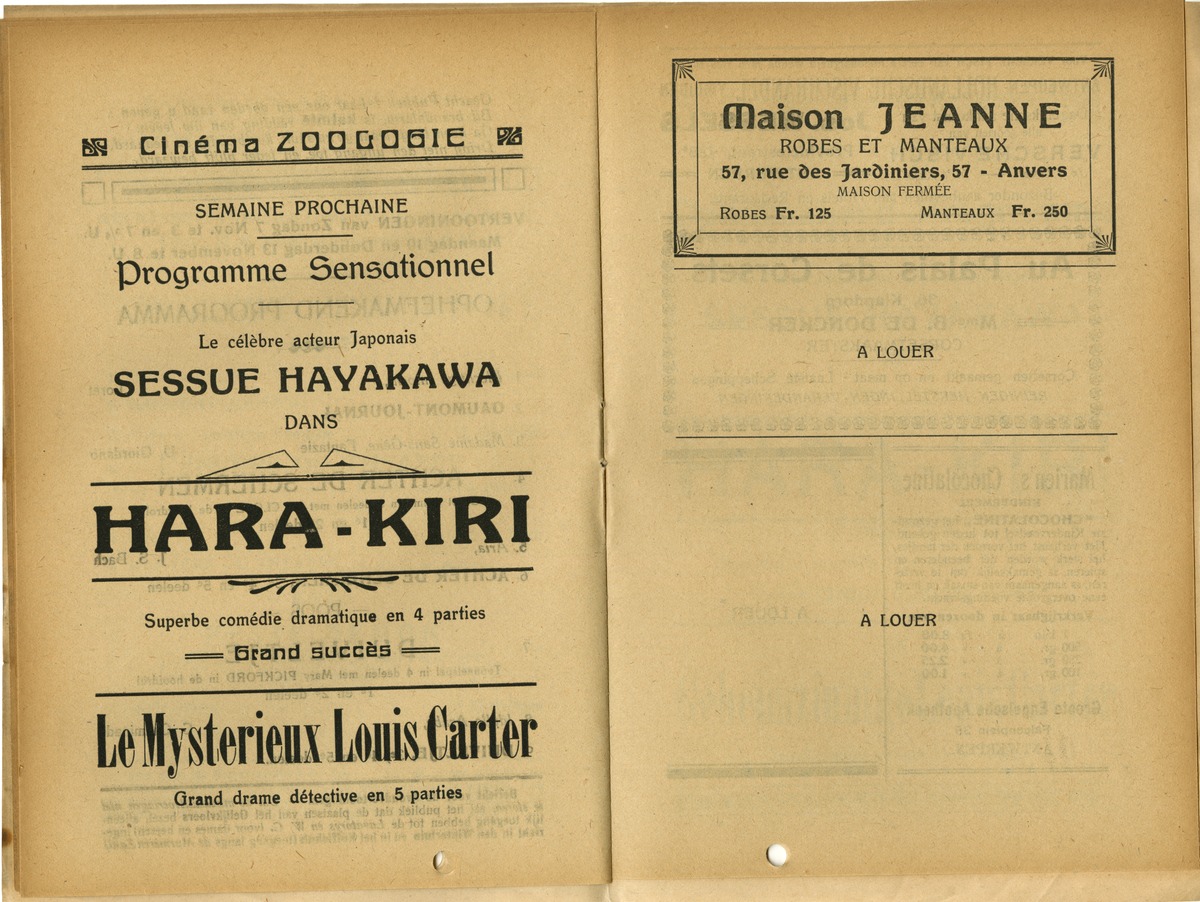 Cinéma ZOOLOGIE
SEMAINE PROCHAINE
Programme Sensationnel
Le célèbre acteur Japonais
SESSUE HAYAKAWA
DANS
HARA-KIRI
Superbe comédie dramatique en 4 parties
Grand succès
Le Mysterieux Louis Carter
Grand drame détective en 5 parties
Maison JEANNE
ROBES ET MANTEAUX
57, rue des Jardiniers, 57 - Anvers
MAISON FERMÉE
ROBES Fr. 125 MANTEAUX Fr. 250
A LOUER
A LOUER